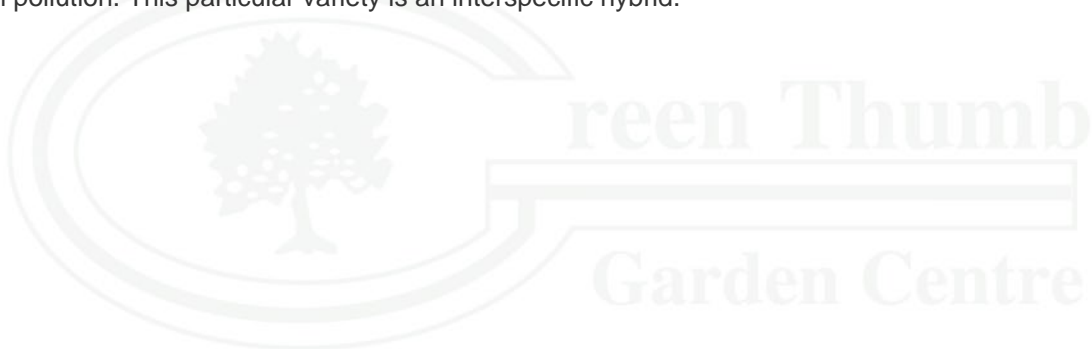 pollution. This particular variety is an interspecific hybrid.
Green Thumb
Garden Centre